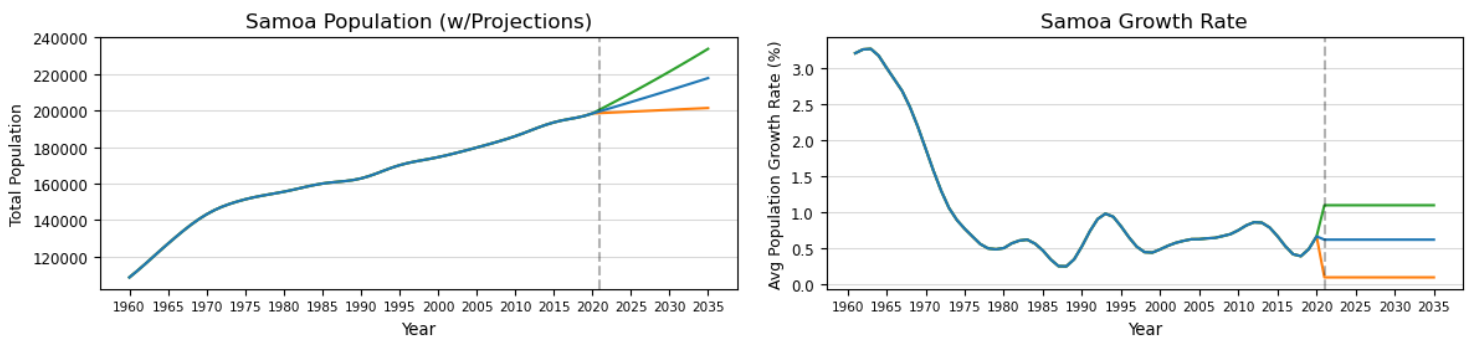 Samoa Population (w/Projections)
Total Population
240000
220000
200000
180000
160000
140000
120000
1960 1965 1970 1975 1980 1985 1990 1995 2000 2005 2010 2015 2020 2025 2030 2035
Year
Samoa Growth Rate
Avg Population Growth Rate (%)
3.0
2.5
2.0
1.5
1.0
0.5
0.0
1960 1965 1970 1975 1980 1985 1990 1995 2000 2005 2010 2015 2020 2025 2030 2035
Year